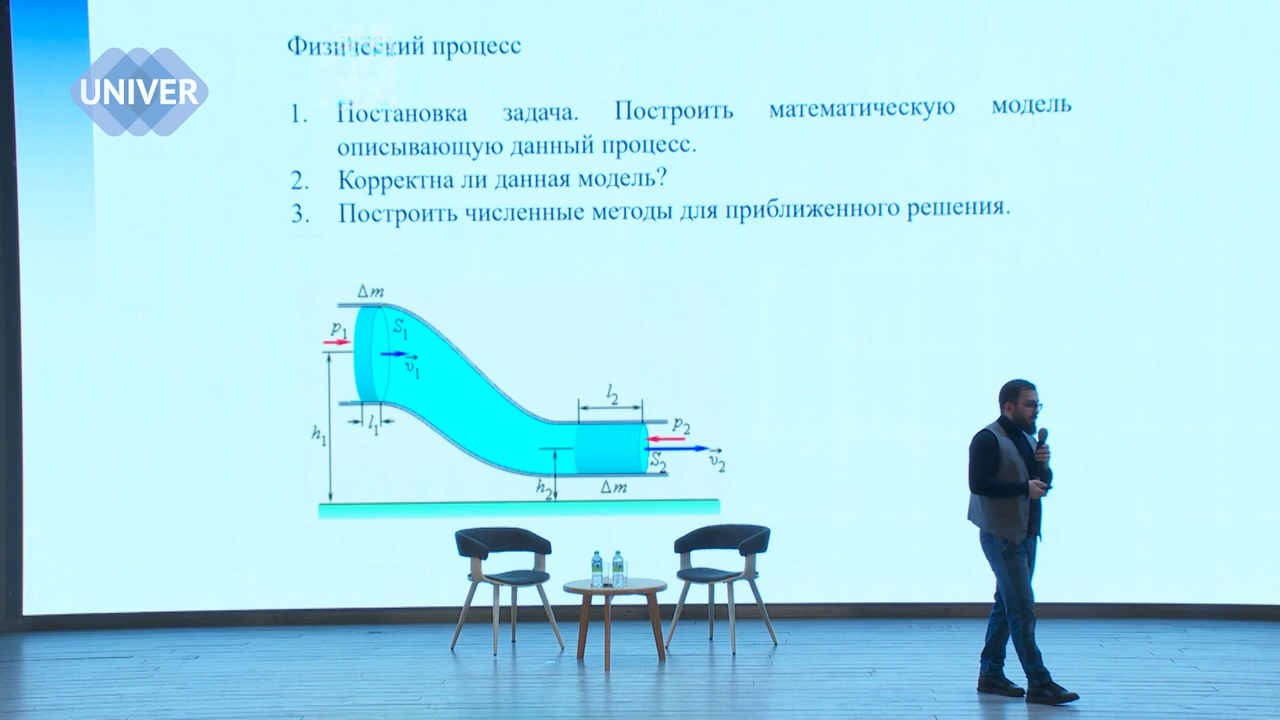 UNIVER
Физический процесс
1. Постановка задача. Построить математическую модель
описывающую данный процесс.
2. Корректна ли данная модель?
3. Построить численные методы для приближенного решения.
Δm
p₁
S₁
v₁
l₁
h₁
l₂
p₂
S₂
v₂
h₂
Δm